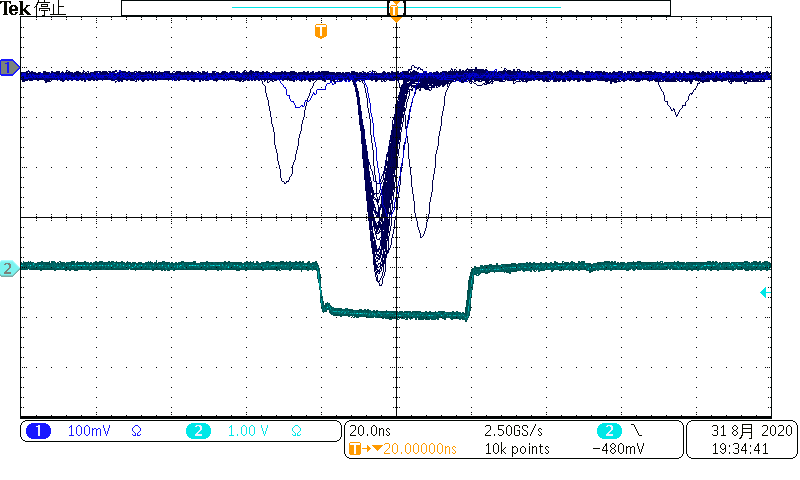 Tek 停止
T
T
1
2
1 100mV Ω 2 1.00 V Ω
20.0ns 2.50GS/s 2 \
T→▼20.00000ns 10k points −480mV
31 8月 2020
19:34:41